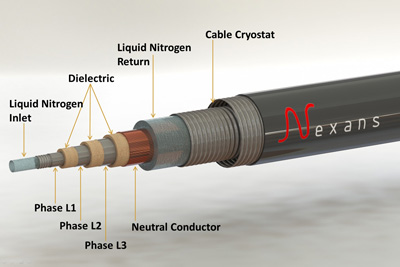 Cable Cryostat
Liquid Nitrogen
Return
Dielectric
Liquid Nitrogen
Inlet
Nexans
Phase L1
Phase L2
Phase L3
Neutral Conductor